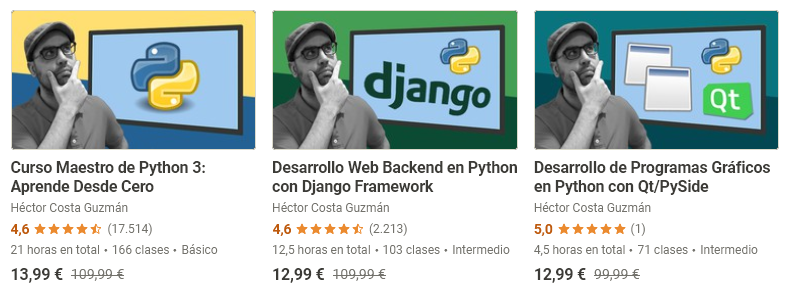 Curso Maestro de Python 3:
Aprende Desde Cero
Héctor Costa Guzmán
4,6 (17.514)
21 horas en total • 166 clases • Básico
13,99 € 109,99 €
django
Desarrollo Web Backend en Python
con Django Framework
Héctor Costa Guzmán
4,6 (2.213)
12,5 horas en total • 103 clases • Intermedio
12,99 € 109,99 €
Qt
Desarrollo de Programas Gráficos
en Python con Qt/PySide
Héctor Costa Guzmán
5,0 (1)
4,5 horas en total • 71 clases • Intermedio
12,99 € 99,99 €